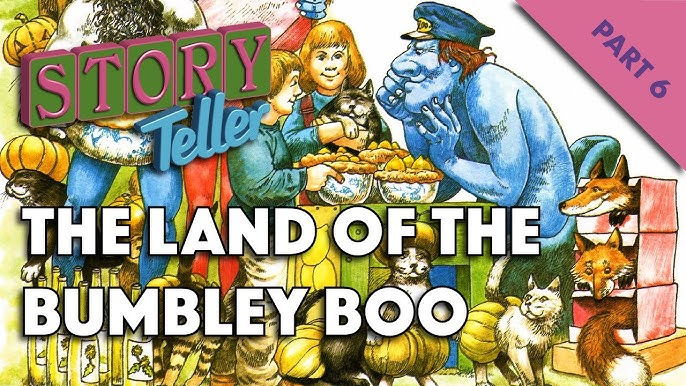 STORY
Teller
PART 6
THE LAND OF THE
BUMBLEY BOO